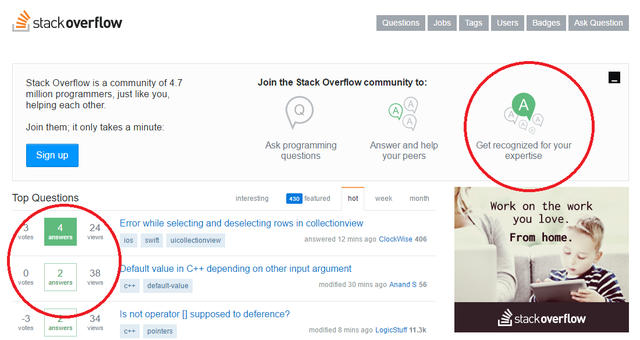 stackoverflow
Questions Jobs Tags Users Badges Ask Question
Stack Overflow is a community of 4.7
million programmers, just like you,
helping each other.
Join them; it only takes a minute:
Sign up
Join the Stack Overflow community to:
Q
Ask programming
questions
A A A
Answer and help
your peers
A A A A A
Get recognized for your
expertise
Top Questions
interesting 430 featured hot week month
3 4 24
votes answers views
Error while selecting and deselecting rows in collectionview
ios swift uicollectionview
answered 12 mins ago ClockWise 406
0 2 38
votes answers views
Default value in C++ depending on other input argument
c++ default-value
modified 30 mins ago Anand S 56
-3 2 34
votes answers views
Is not operator [] supposed to deference?
c++ pointers
modified 8 mins ago LogicStuff 11.3k
Work on the work
you love.
From home.
stackoverflow